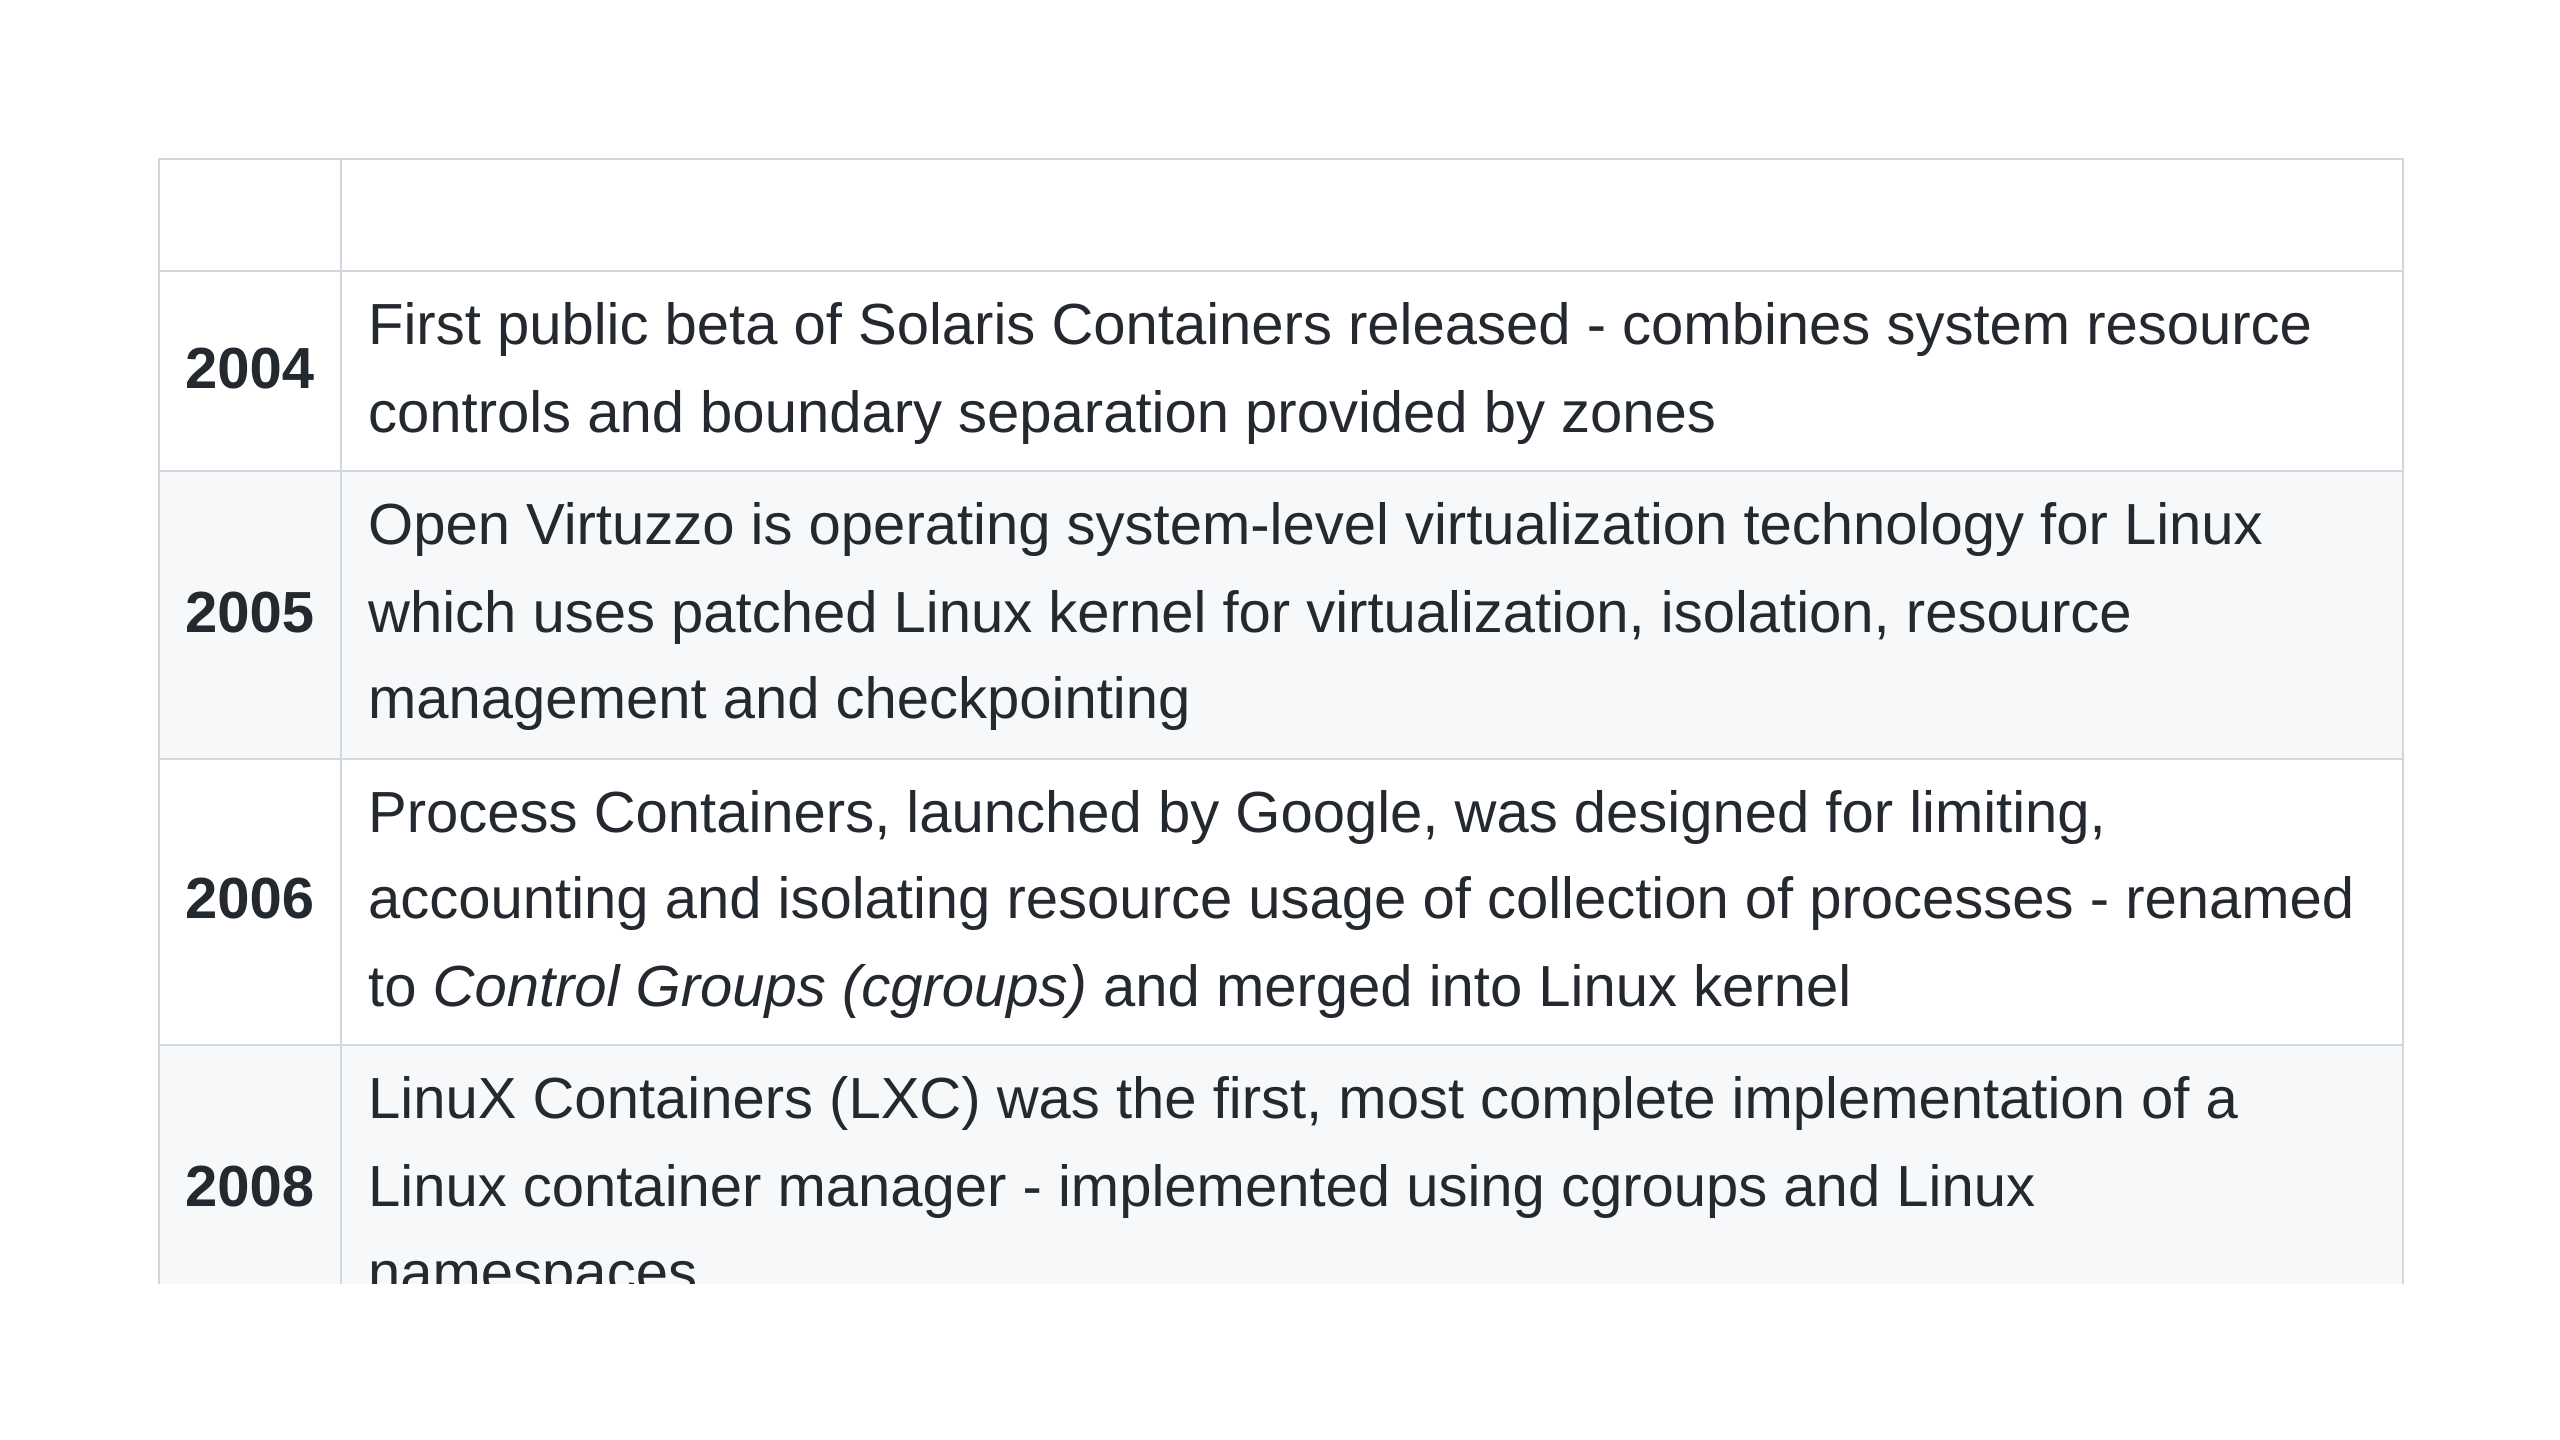 2004
First public beta of Solaris Containers released - combines system resource
controls and boundary separation provided by zones
2005
Open Virtuzzo is operating system-level virtualization technology for Linux
which uses patched Linux kernel for virtualization, isolation, resource
management and checkpointing
2006
Process Containers, launched by Google, was designed for limiting,
accounting and isolating resource usage of collection of processes - renamed
to Control Groups (cgroups) and merged into Linux kernel
2008
LinuX Containers (LXC) was the first, most complete implementation of a
Linux container manager - implemented using cgroups and Linux
namespaces